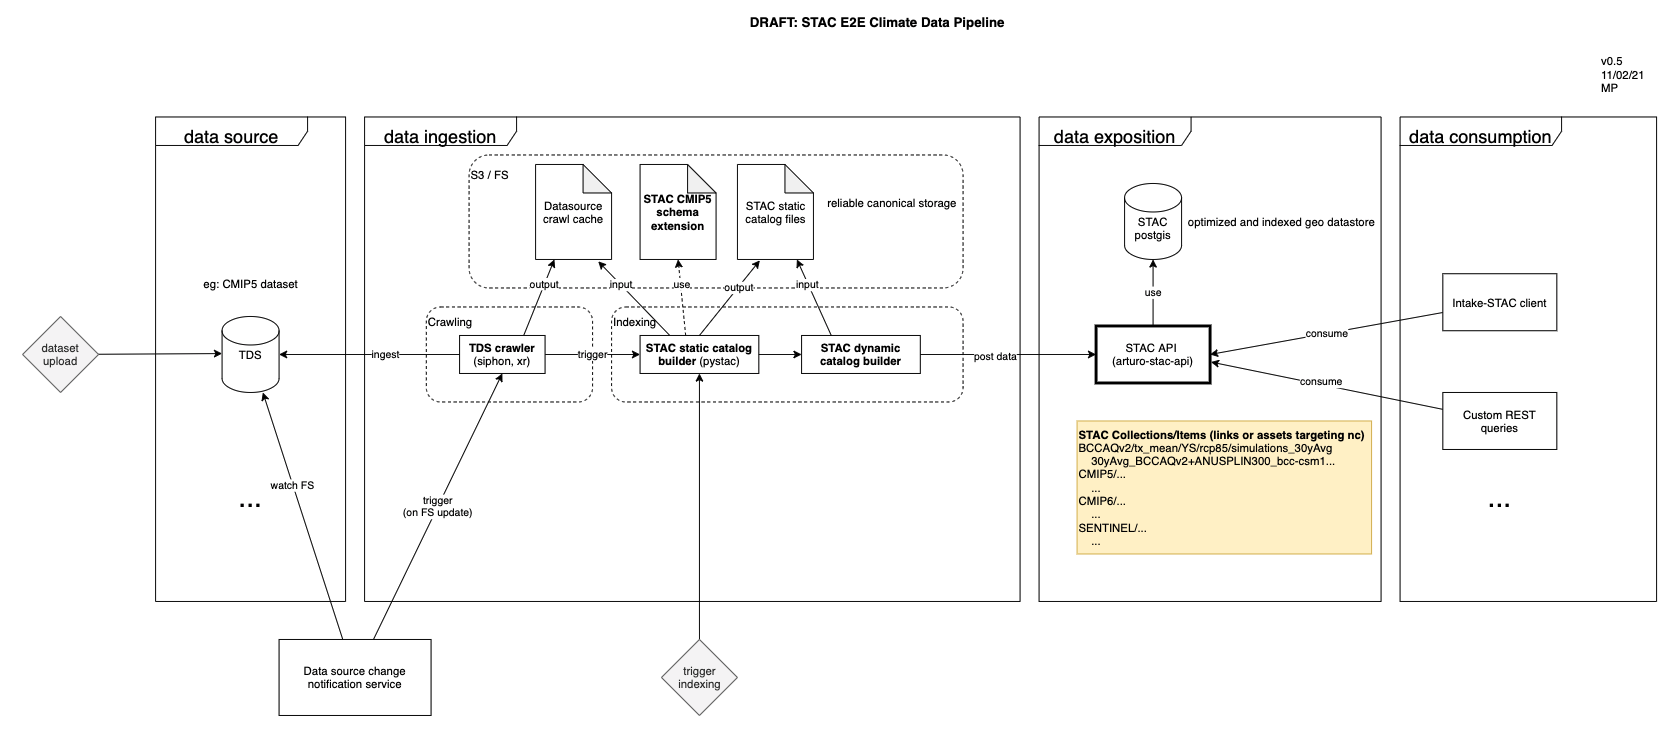 DRAFT: STAC E2E Climate Data Pipeline
v0.5
11/02/21
MP
data source
data ingestion
data exposition
data consumption
S3 / FS
Datasource
crawl cache
STAC CMIP5
schema
extension
STAC static
catalog files
reliable canonical storage
STAC
postgis
optimized and indexed geo datastore
eg: CMIP5 dataset
output
input
use
output
input
use
Intake-STAC client
Crawling
Indexing
dataset
upload
TDS
ingest
TDS crawler
(siphon, xr)
trigger
STAC static catalog
builder (pystac)
STAC dynamic
catalog builder
post data
STAC API
(arturo-stac-api)
consume
consume
Custom REST
queries
STAC Collections/Items (links or assets targeting nc)
BCCAQv2/tx_mean/YS/rcp85/simulations_30yAvg
30yAvg_BCCAQv2+ANUSPLIN300_bcc-csm1...
CMIP5/...
...
CMIP6/...
...
SENTINEL/...
...
watch FS
...
trigger
(on FS update)
...
Data source change
notification service
trigger
indexing